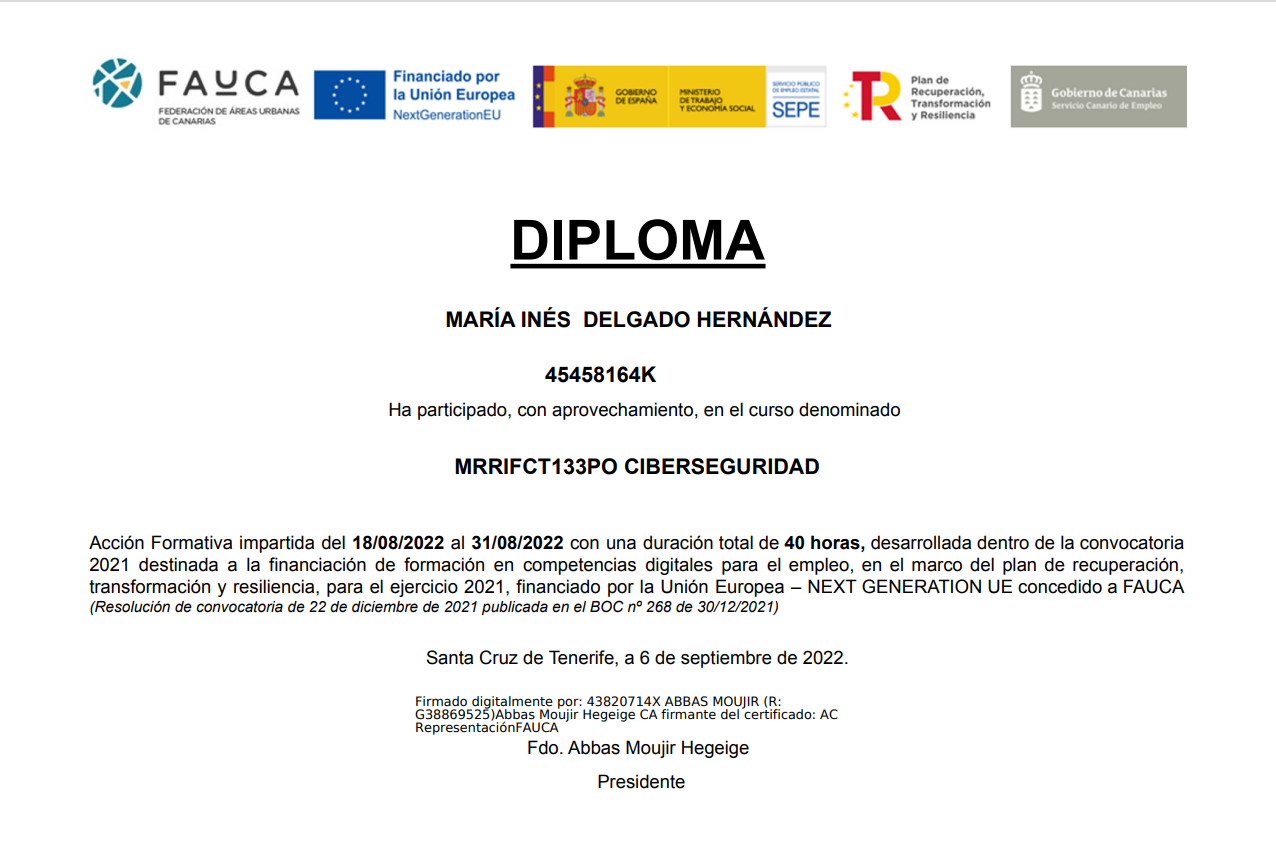 FAUCA
FEDERACIÓN DE ÁREAS URBANAS
DE CANARIAS
Financiado por
la Unión Europea
NextGenerationEU
GOBIERNO
DE ESPAÑA
MINISTERIO
DE TRABAJO
Y ECONOMÍA SOCIAL
SERVICIO PÚBLICO
DE EMPLEO ESTATAL
SEPE
Plan de
Recuperación,
Transformación
y Resiliencia
Gobierno de Canarias
Servicio Canario de Empleo
DIPLOMA
MARÍA INÉS  DELGADO HERNÁNDEZ
45458164K
Ha participado, con aprovechamiento, en el curso denominado
MRRIFCT133PO CIBERSEGURIDAD
Acción Formativa impartida del 18/08/2022 al 31/08/2022 con una duración total de 40 horas, desarrollada dentro de la convocatoria
2021 destinada a la financiación de formación en competencias digitales para el empleo, en el marco del plan de recuperación,
transformación y resiliencia, para el ejercicio 2021, financiado por la Unión Europea – NEXT GENERATION UE concedido a FAUCA
(Resolución de convocatoria de 22 de diciembre de 2021 publicada en el BOC nº 268 de 30/12/2021)
Santa Cruz de Tenerife, a 6 de septiembre de 2022.
Firmado digitalmente por: 43820714X ABBAS MOUJIR (R:
G38869525)Abbas Moujir Hegeige CA firmante del certificado: AC
RepresentaciónFAUCA
Fdo. Abbas Moujir Hegeige
Presidente